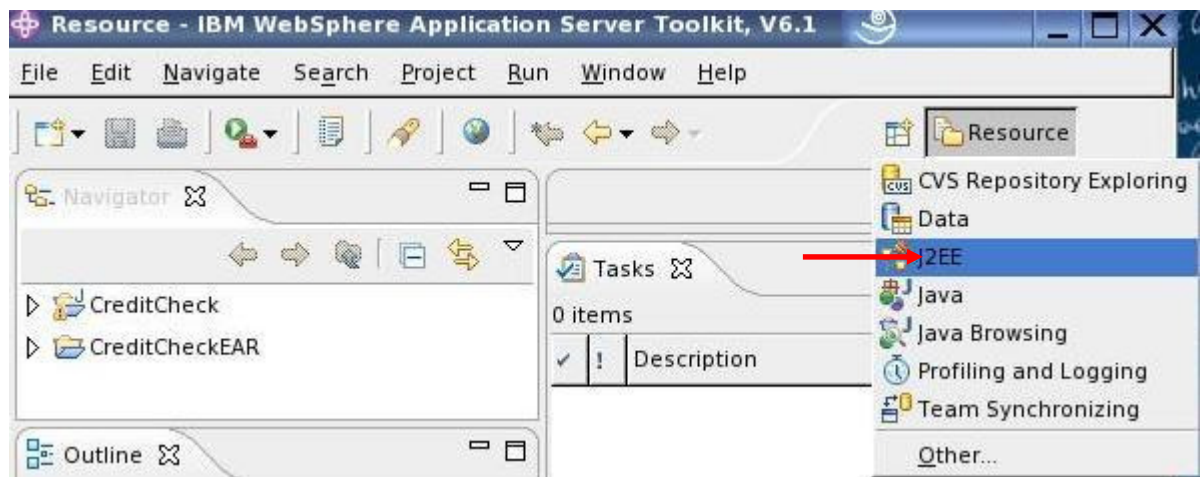 Resource - IBM WebSphere Application Server Toolkit, V6.1
File Edit Navigate Search Project Run Window Help
Resource
Navigator
CVS Repository Exploring
Data
J2EE
Java
Java Browsing
Profiling and Logging
Team Synchronizing
Other...
CreditCheck
CreditCheckEAR
Tasks
0 items
! Description
Outline